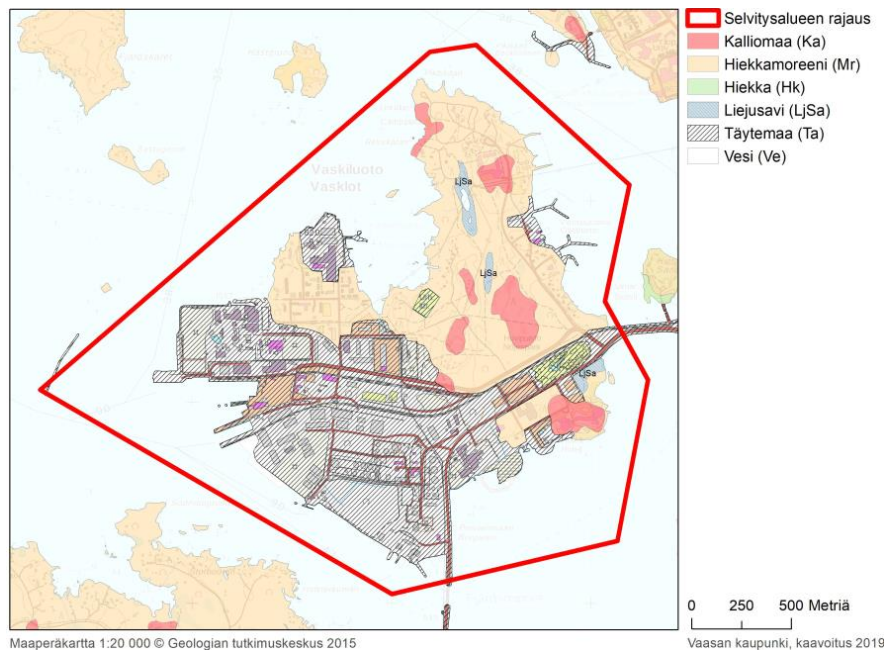 Selvitysalueen rajaus
Kalliomaa (Ka)
Hiekkamoreeni (Mr)
Hiekka (Hk)
Liejusavi (LjSa)
Täytemaa (Ta)
Vesi (Ve)
Vaskiluoto
Vasklot
LjSa
LjSa
LjSa
0 250 500 Metriä
Maaperäkartta 1:20 000 © Geologian tutkimuskeskus 2015
Vaasan kaupunki, kaavoitus 2019